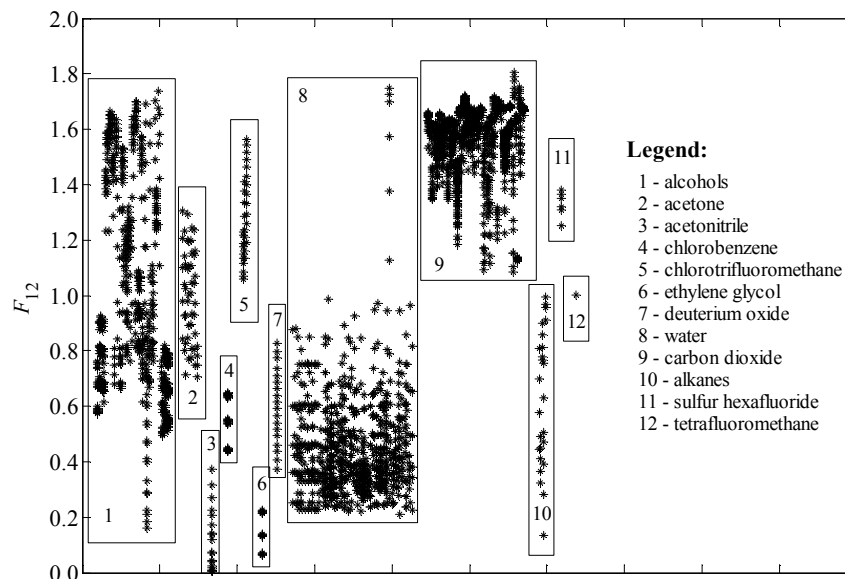 2.0
1.8
1.6
1.4
1.2
1.0
0.8
0.6
0.4
0.2
0.0
F12
1
2
3
4
5
6
7
8
9
10
11
12
Legend:
1 - alcohols
2 - acetone
3 - acetonitrile
4 - chlorobenzene
5 - chlorotrifluoromethane
6 - ethylene glycol
7 - deuterium oxide
8 - water
9 - carbon dioxide
10 - alkanes
11 - sulfur hexafluoride
12 - tetrafluoromethane